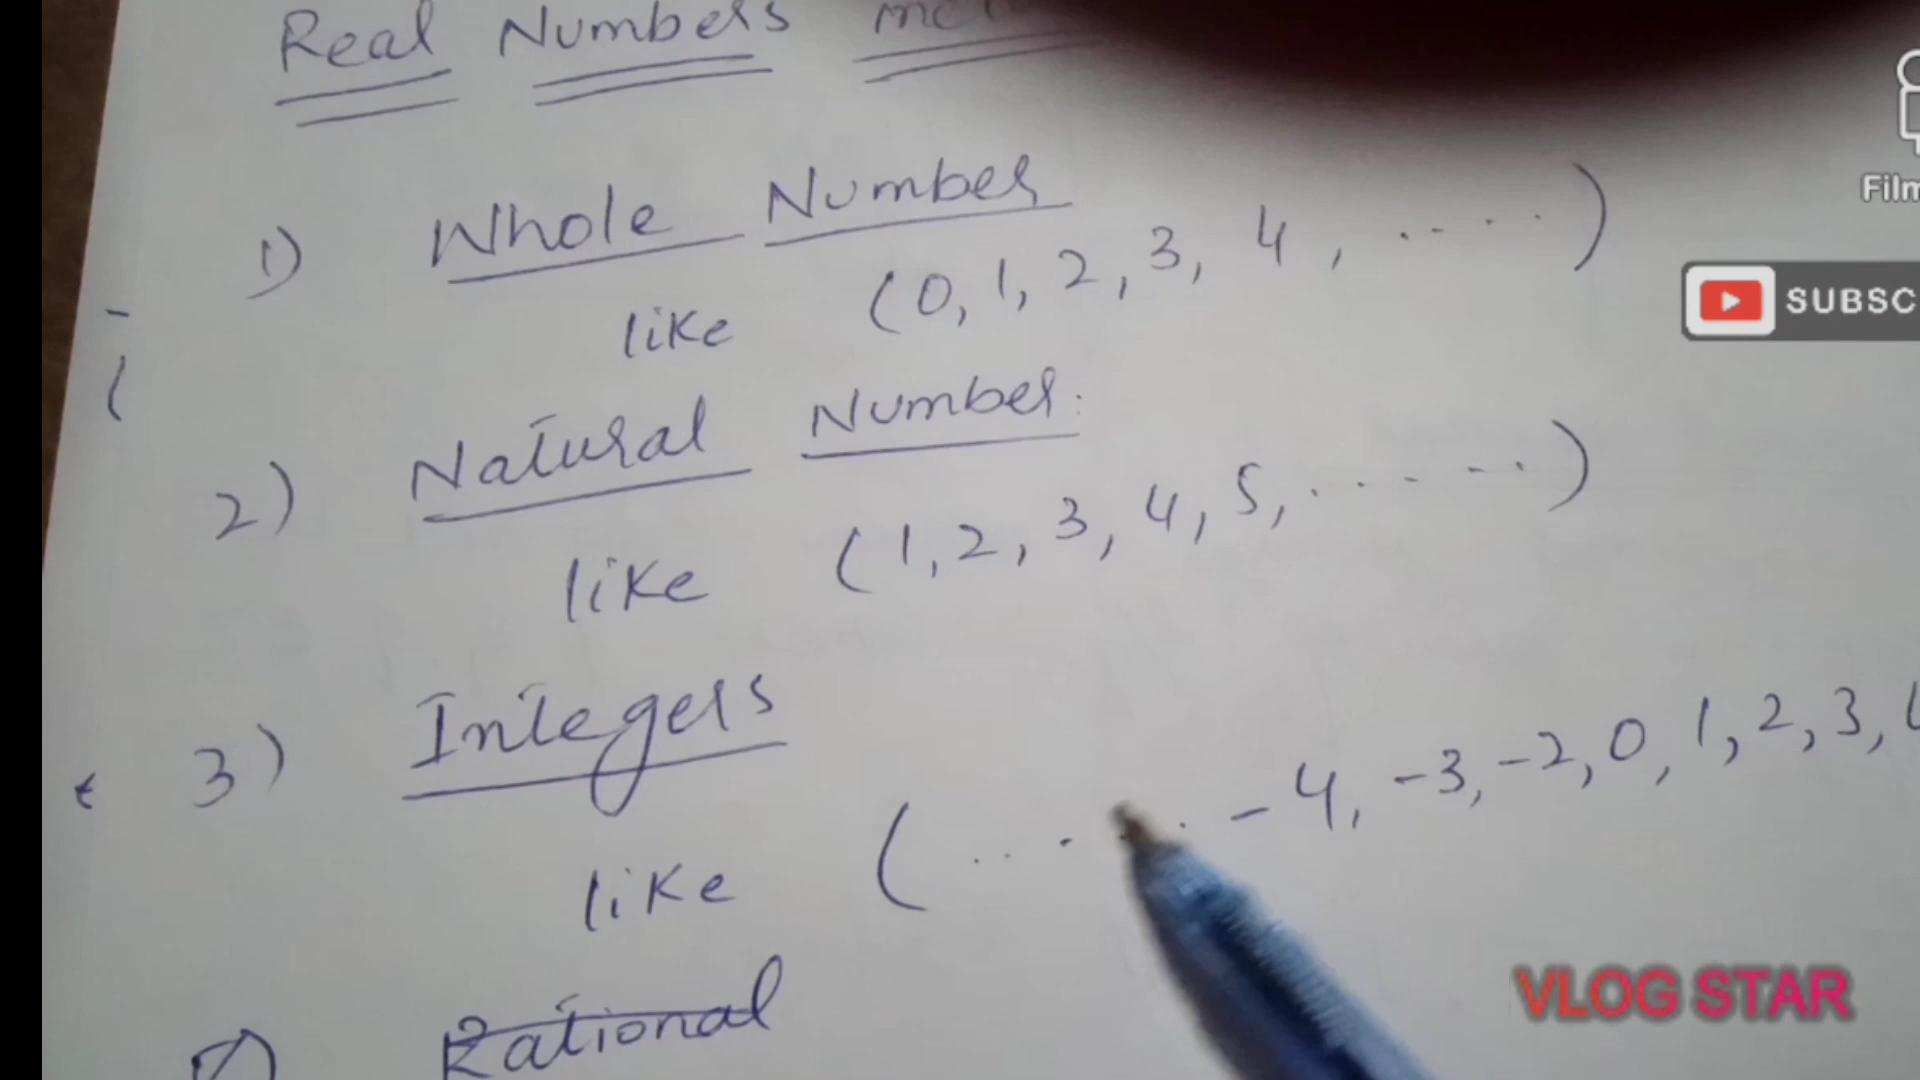 Real Numbers
1) Whole Number
like (0, 1, 2, 3, 4, .....)
2) Natural Number.
like (1, 2, 3, 4, 5, ......)
3) Integers
like (...... -4, -3, -2, 0, 1, 2, 3,
Rational
Film
SUBSC
VLOG STAR